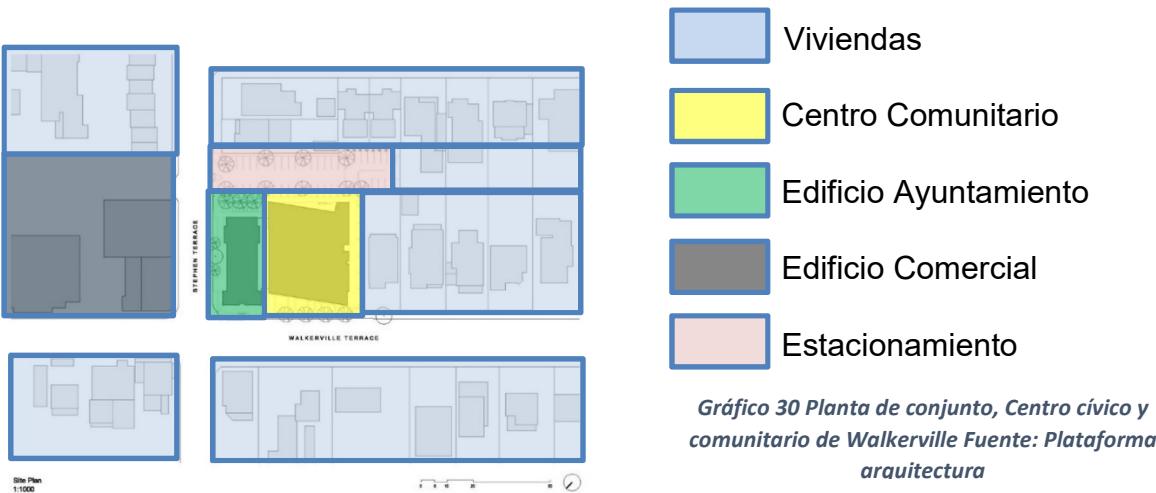 Viviendas
Centro Comunitario
Edificio Ayuntamiento
Edificio Comercial
Estacionamiento
STEPHEN TERRACE
WALKERVILLE TERRACE
Gráfico 30 Planta de conjunto, Centro cívico y
comunitario de Walkerville Fuente: Plataforma
arquitectura
Site Plan
1:1000